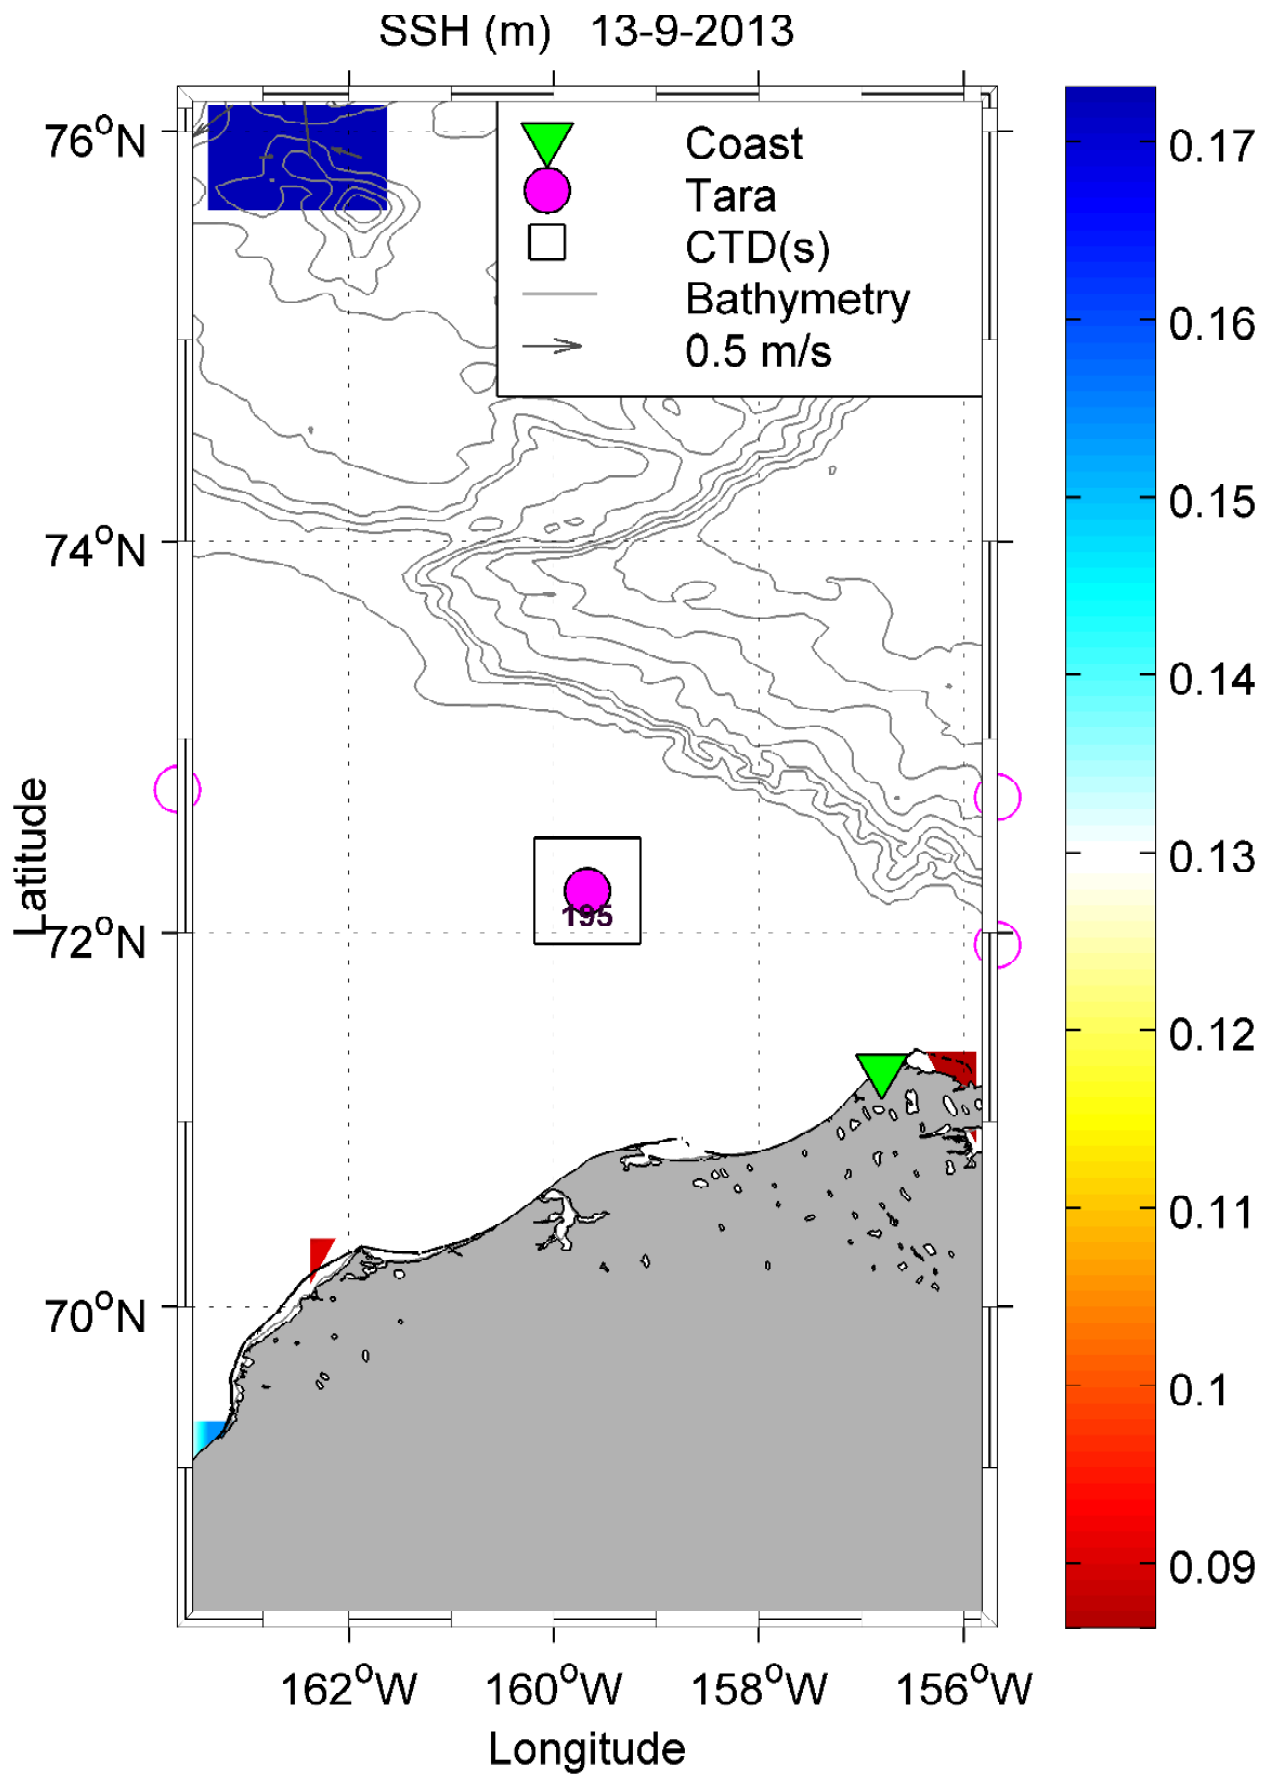 SSH (m) 13-9-2013
Coast
Tara
CTD(s)
Bathymetry
0.5 m/s
76°N
74°N
72°N
70°N
Latitude
195
162°W 160°W 158°W 156°W
Longitude
0.17
0.16
0.15
0.14
0.13
0.12
0.11
0.1
0.09